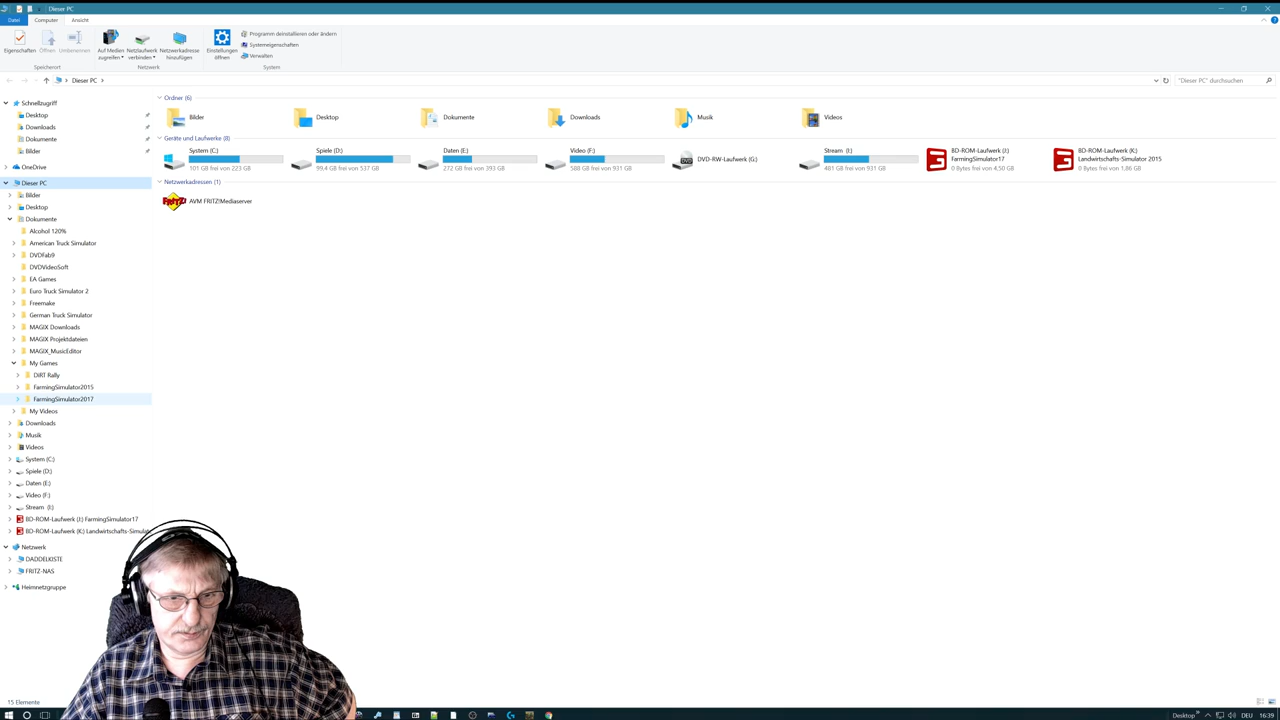 Dieser PC
Datei Computer Ansicht
Eigenschaften
Öffnen
Umbenennen
Auf Medien zugreifen
Netzlaufwerk verbinden
Netzwerkadresse hinzufügen
Einstellungen öffnen
Programm deinstallieren oder ändern
Systemeigenschaften
Verwalten
Speicherort Netzwerk System
Dieser PC
"Dieser PC" durchsuchen
Schnellzugriff
Desktop
Downloads
Dokumente
Bilder
OneDrive
Dieser PC
Bilder
Desktop
Dokumente
Alcohol 120%
American Truck Simulator
DVDFab9
DVDVideoSoft
EA Games
Euro Truck Simulator 2
Freemake
German Truck Simulator
MAGIX Downloads
MAGIX Projektdateien
MAGIX_MusicEditor
My Games
DiRT Rally
FarmingSimulator2015
FarmingSimulator2017
My Videos
Downloads
Musik
Videos
System (C:)
Spiele (D:)
Daten (E:)
Video (F:)
Stream (I:)
BD-ROM-Laufwerk (J:) FarmingSimulator17
BD-ROM-Laufwerk (K:) Landwirtschafts-Simulat
Netzwerk
DADDELKISTE
FRITZ-NAS
Heimnetzgruppe
Ordner (6)
Bilder Desktop Dokumente Downloads Musik Videos
Geräte und Laufwerke (8)
System (C:)
101 GB frei von 223 GB
Spiele (D:)
99,4 GB frei von 537 GB
Daten (E:)
272 GB frei von 393 GB
Video (F:)
588 GB frei von 931 GB
DVD
DVD-RW-Laufwerk (G:)
Stream (I:)
481 GB frei von 931 GB
BD-ROM-Laufwerk (J:)
FarmingSimulator17
0 Bytes frei von 4,50 GB
BD-ROM-Laufwerk (K:)
Landwirtschafts-Simulator 2015
0 Bytes frei von 1,86 GB
Netzwerkadressen (1)
FRITZ!
AVM FRITZ!Mediaserver
15 Elemente
Desktop
DEU
16:39